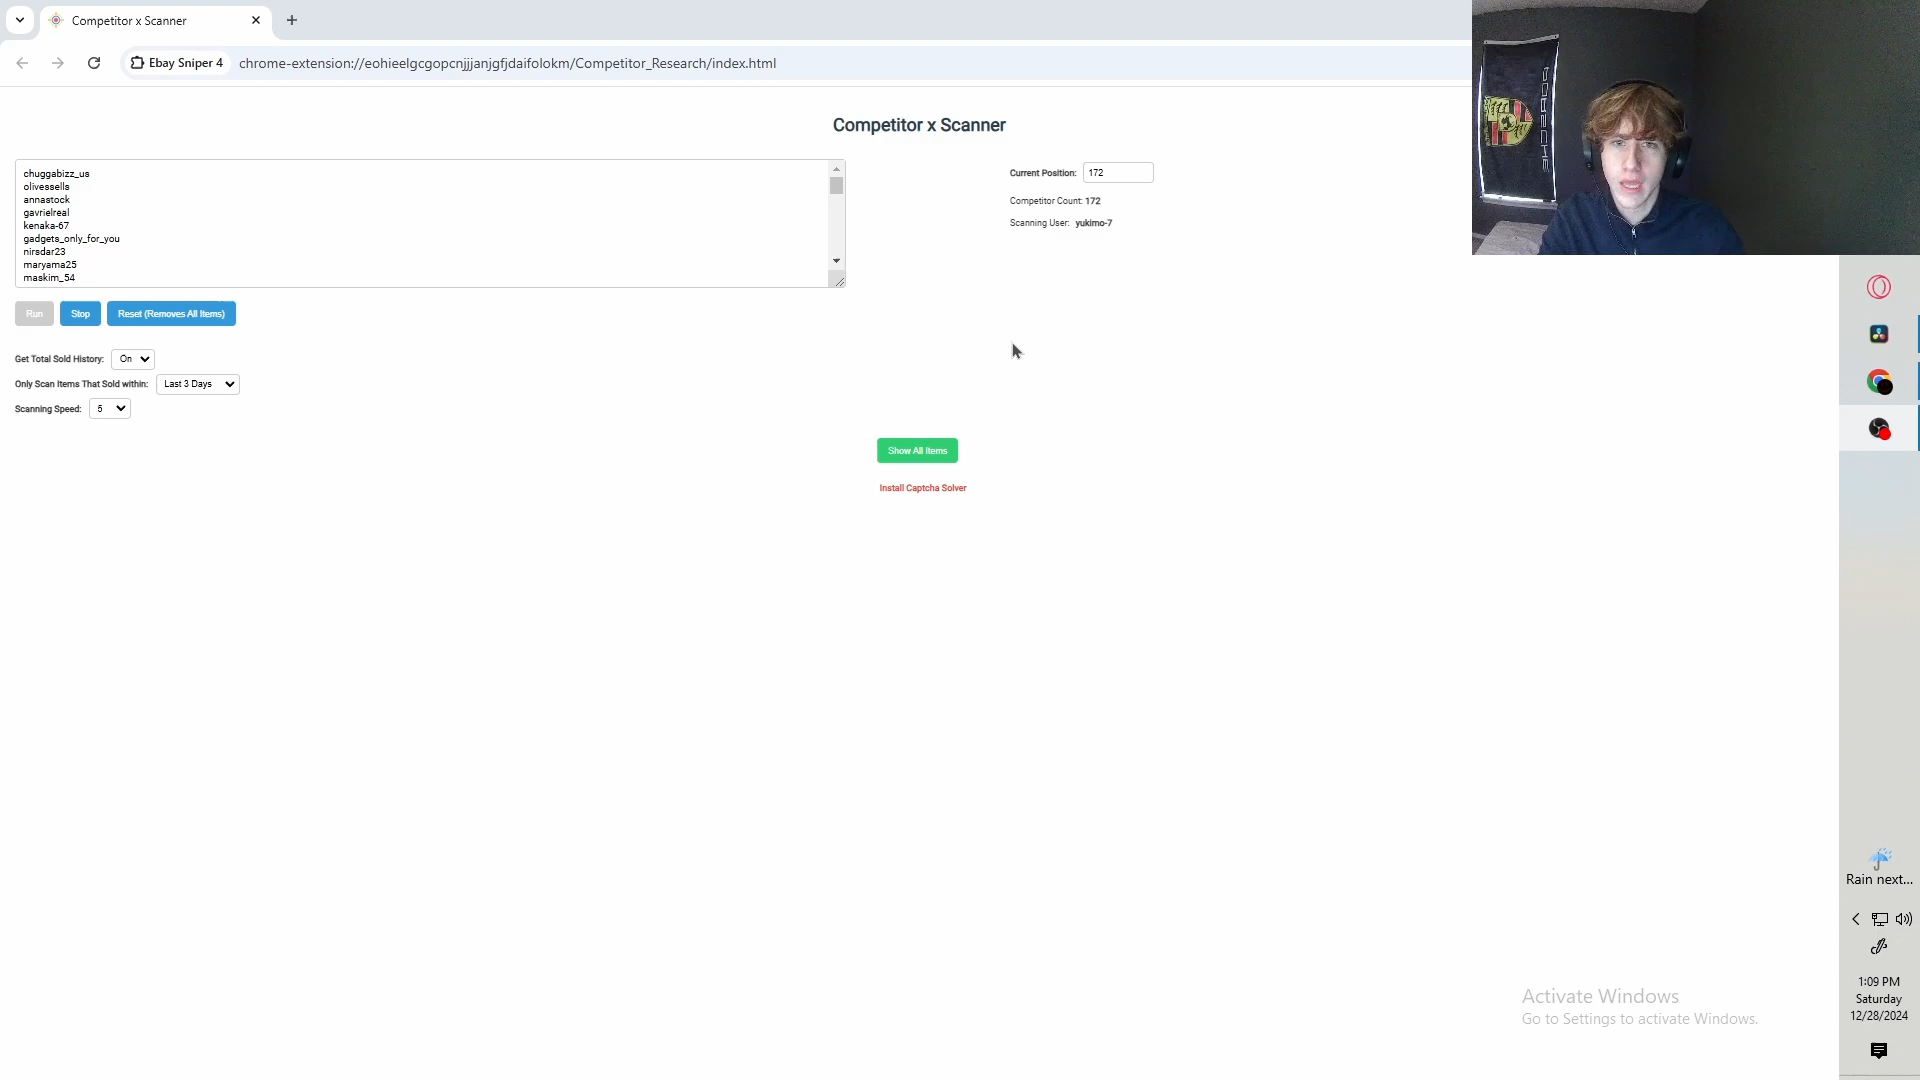 Competitor x Scanner
Ebay Sniper 4
chrome-extension://eohieelgcgopcnjjjanjgfjdaifolokm/Competitor_Research/index.html
Competitor x Scanner
chuggabizz_us
olivessells
annastock
gavrielreal
kenaka-67
gadgets_only_for_you
nirsdar23
maryama25
maskim_54
Current Position: 172
Competitor Count: 172
Scanning User: yukimo-7
Run Stop Reset (Removes All Items)
Get Total Sold History: On
Only Scan Items That Sold within: Last 3 Days
Scanning Speed: 5
Show All Items
Install Captcha Solver
PORSCHE
Rain next...
Activate Windows
Go to Settings to activate Windows.
1:09 PM
Saturday
12/28/2024